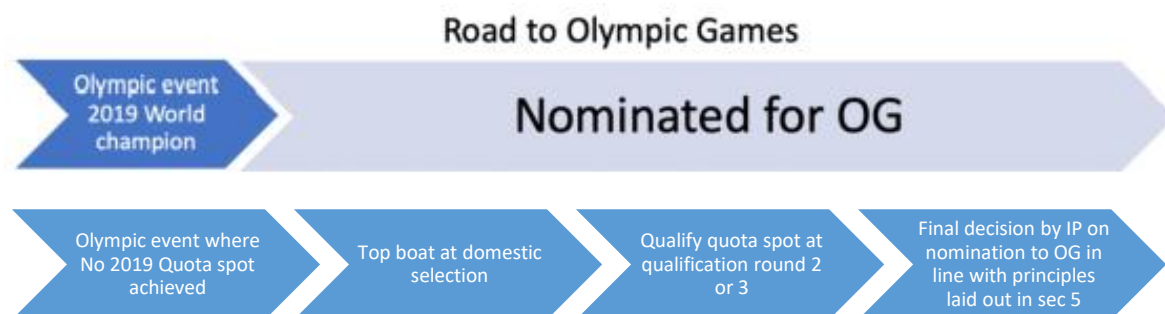 Road to Olympic Games
Olympic event
2019 World
champion
Nominated for OG
Olympic event where
No 2019 Quota spot
achieved
Top boat at domestic
selection
Qualify quota spot at
qualification round 2
or 3
Final decision by IP on
nomination to OG in
line with principles
laid out in sec 5